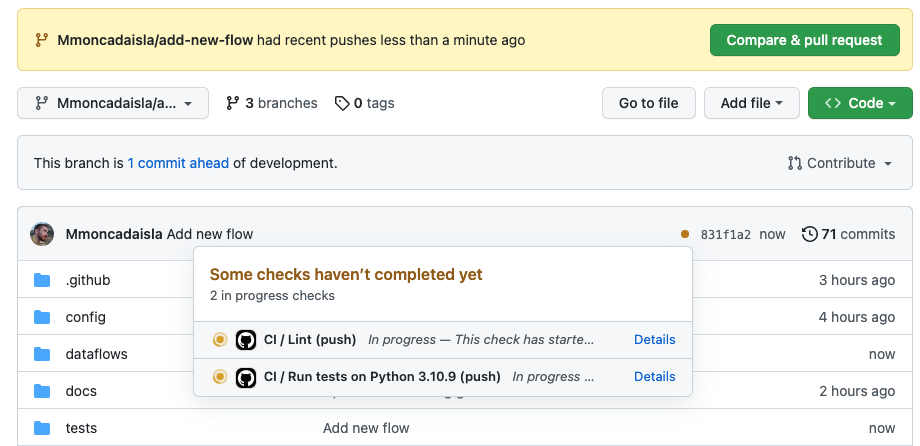 Mmoncadaisla/add-new-flow had recent pushes less than a minute ago
Compare & pull request
Mmoncadaisla/a...
3 branches
0 tags
Go to file
Add file
Code
This branch is 1 commit ahead of development.
Contribute
Mmoncadaisla Add new flow
831f1a2 now
71 commits
Some checks haven't completed yet
2 in progress checks
CI / Lint (push) In progress — This check has starte... Details
CI / Run tests on Python 3.10.9 (push) In progress ... Details
.github
3 hours ago
config
4 hours ago
dataflows
now
docs
2 hours ago
tests
Add new flow
now